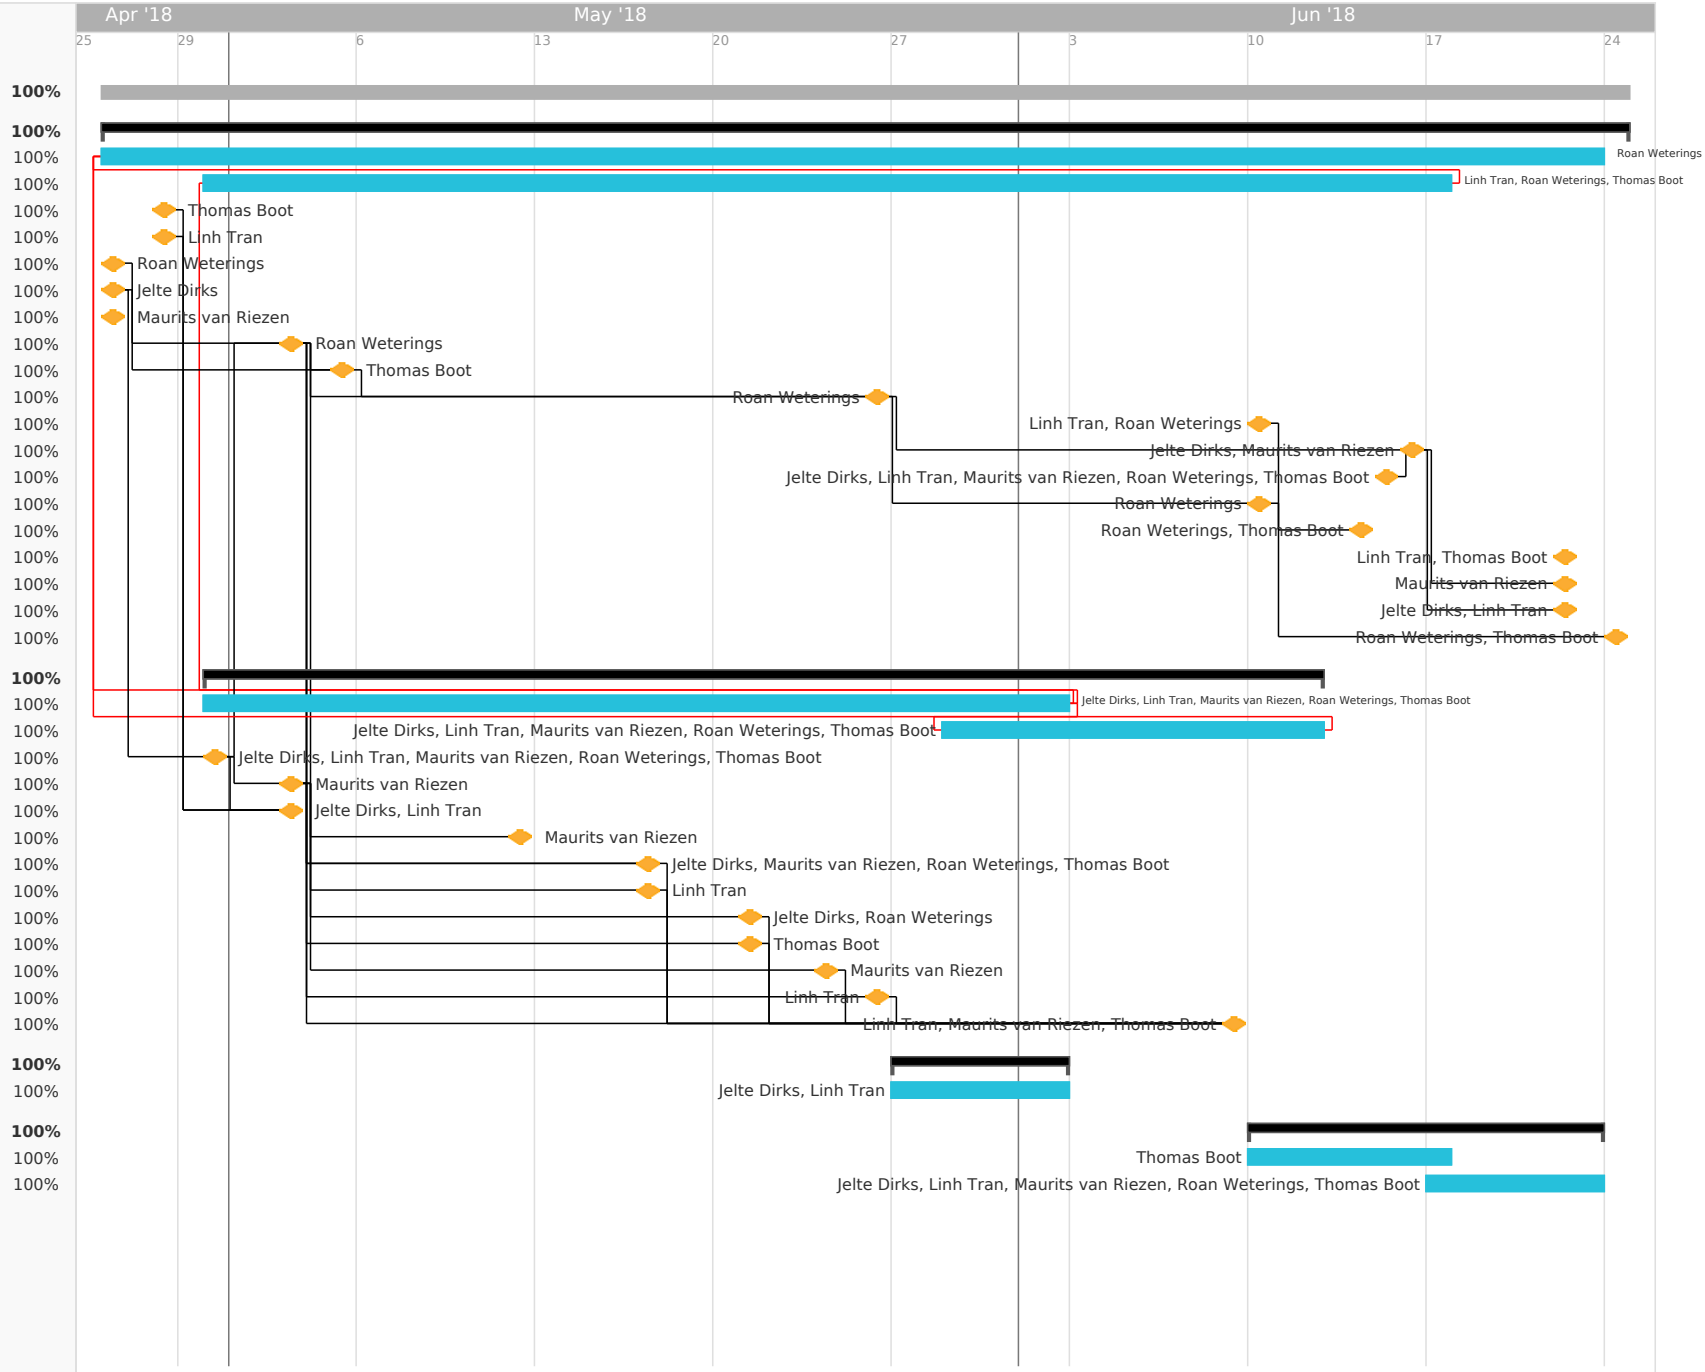 Apr '18 May '18 Jun '18
25 29 6 13 20 27 3 10 17 24
100%
100%
100% Roan Weterings
100% Linh Tran, Roan Weterings, Thomas Boot
100% Thomas Boot
100% Linh Tran
100% Roan Weterings
100% Jelte Dirks
100% Maurits van Riezen
100% Roan Weterings
100% Thomas Boot
100% Roan Weterings
100% Linh Tran, Roan Weterings
100% Jelte Dirks, Maurits van Riezen
100% Jelte Dirks, Linh Tran, Maurits van Riezen, Roan Weterings, Thomas Boot
100% Roan Weterings
100% Roan Weterings, Thomas Boot
100% Linh Tran, Thomas Boot
100% Maurits van Riezen
100% Jelte Dirks, Linh Tran
100% Roan Weterings, Thomas Boot
100%
100% Jelte Dirks, Linh Tran, Maurits van Riezen, Roan Weterings, Thomas Boot
100% Jelte Dirks, Linh Tran, Maurits van Riezen, Roan Weterings, Thomas Boot
100% Jelte Dirks, Linh Tran, Maurits van Riezen, Roan Weterings, Thomas Boot
100% Maurits van Riezen
100% Jelte Dirks, Linh Tran
100% Maurits van Riezen
100% Jelte Dirks, Maurits van Riezen, Roan Weterings, Thomas Boot
100% Linh Tran
100% Jelte Dirks, Roan Weterings
100% Thomas Boot
100% Maurits van Riezen
100% Linh Tran
100% Linh Tran, Maurits van Riezen, Thomas Boot
100%
100% Jelte Dirks, Linh Tran
100%
100% Thomas Boot
100% Jelte Dirks, Linh Tran, Maurits van Riezen, Roan Weterings, Thomas Boot